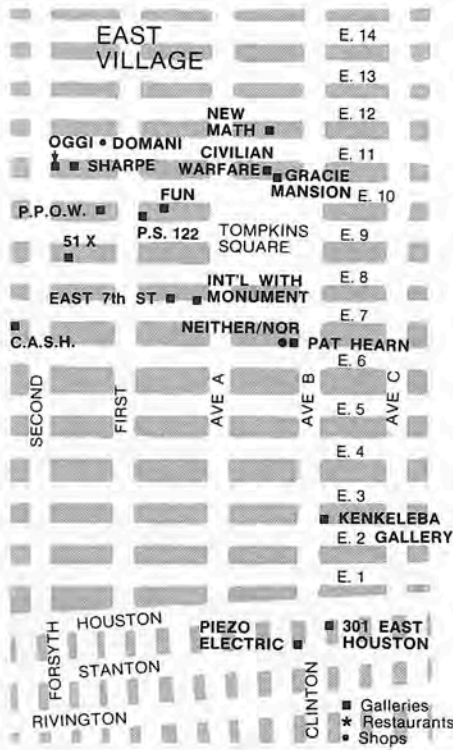 EAST
VILLAGE
E. 14
E. 13
E. 12
NEW
MATH
OGGI • DOMANI
CIVILIAN
WARFARE
E. 11
SHARPE
GRACIE
MANSION
E. 10
P.P.O.W.
FUN
P.S. 122
TOMPKINS
SQUARE
E. 9
51 X
E. 8
EAST 7th ST
INT'L WITH
MONUMENT
E. 7
C.A.S.H.
NEITHER/NOR
PAT HEARN
E. 6
SECOND
FIRST
AVE A
AVE B
AVE C
E. 5
E. 4
E. 3
KENKELEBA
GALLERY
E. 2
E. 1
HOUSTON
PIEZO
ELECTRIC
301 EAST
HOUSTON
FORSYTH
STANTON
CLINTON
RIVINGTON
Galleries
* Restaurants
• Shops